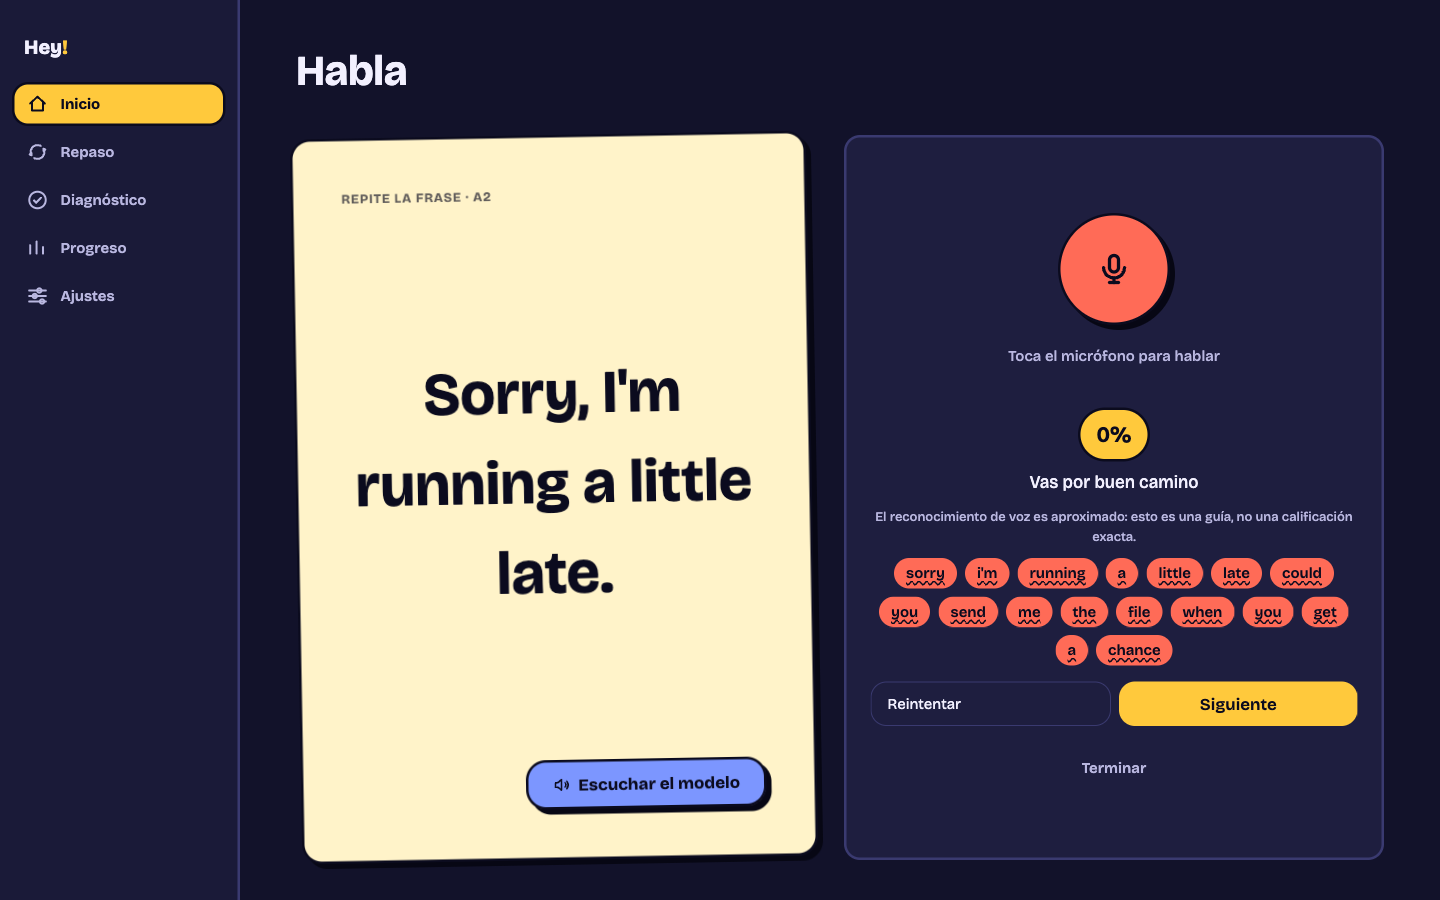 Hey!
Inicio
Repaso
Diagnóstico
Progreso
Ajustes
Habla
REPITE LA FRASE · A2
Sorry, I'm
running a little
late.
Escuchar el modelo
Toca el micrófono para hablar
0%
Vas por buen camino
El reconocimiento de voz es aproximado: esto es una guía, no una calificación
exacta.
sorry i'm running a little late could
you send me the file when you get
a chance
Reintentar Siguiente
Terminar